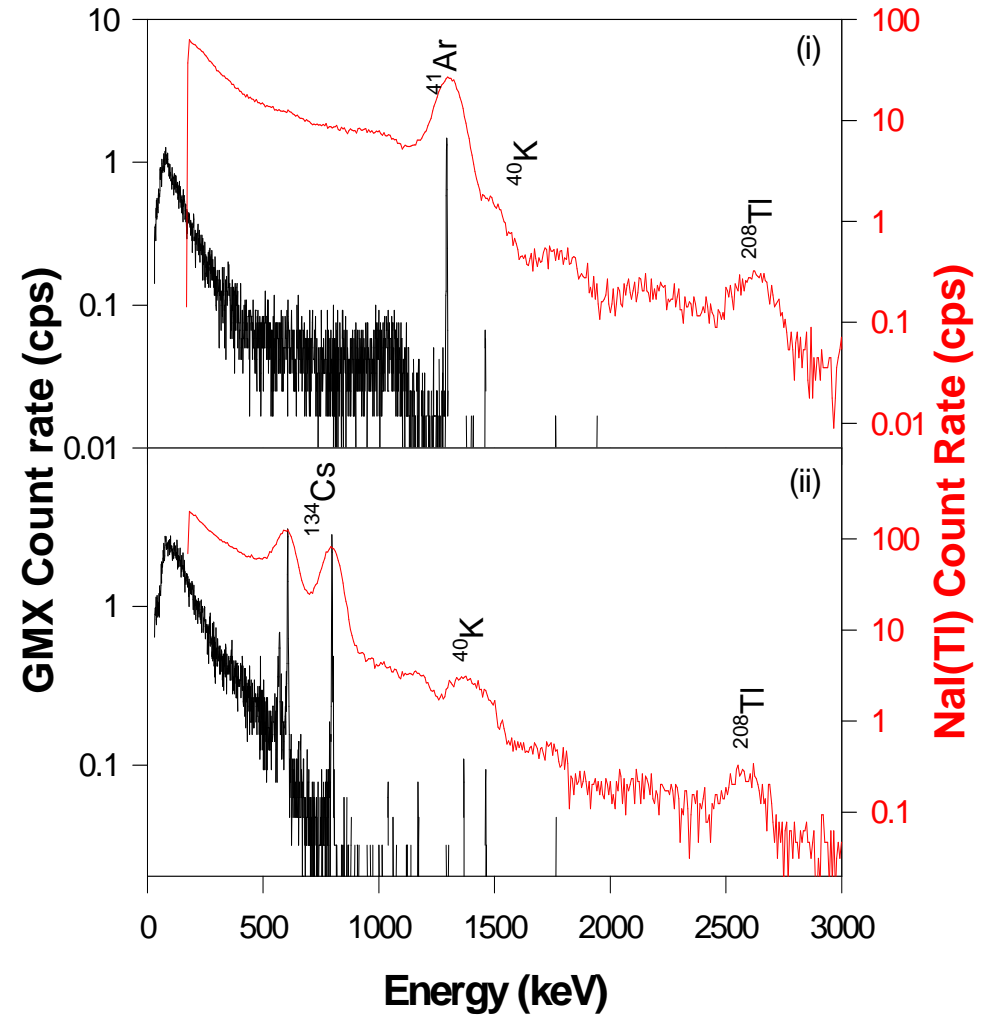 GMX Count rate (cps)
NaI(Tl) Count Rate (cps)
10
1
0.1
0.01
100
10
1
0.1
0.01
(i)
⁴¹Ar
⁴⁰K
²⁰⁸Tl
1
0.1
100
10
1
0.1
(ii)
¹³⁴Cs
⁴⁰K
²⁰⁸Tl
0 500 1000 1500 2000 2500 3000
Energy (keV)